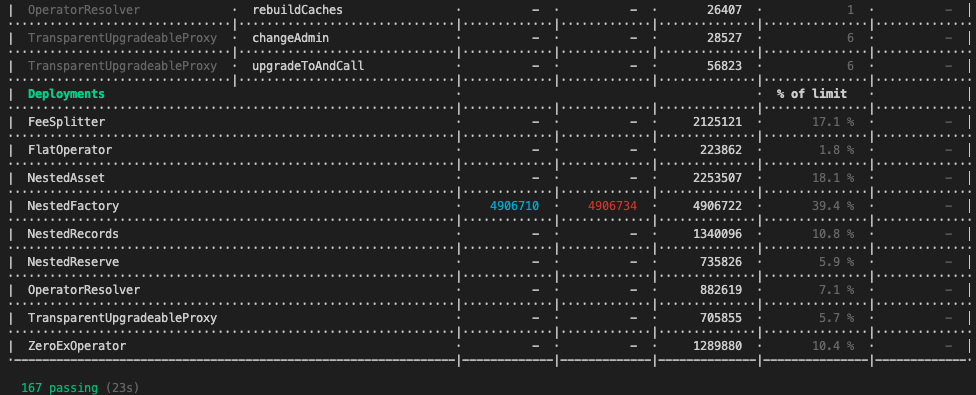 | OperatorResolver · rebuildCaches · – · – · 26407 · 1 · – |
| TransparentUpgradeableProxy · changeAdmin · – · – · 28527 · 6 · – |
| TransparentUpgradeableProxy · upgradeToAndCall · – · – · 56823 · 6 · – |
| Deployments · · % of limit · |
| FeeSplitter · – · – · 2125121 · 17.1 % · – |
| FlatOperator · – · – · 223862 · 1.8 % · – |
| NestedAsset · – · – · 2253507 · 18.1 % · – |
| NestedFactory · 4906710 · 4906734 · 4906722 · 39.4 % · – |
| NestedRecords · – · – · 1340096 · 10.8 % · – |
| NestedReserve · – · – · 735826 · 5.9 % · – |
| OperatorResolver · – · – · 882619 · 7.1 % · – |
| TransparentUpgradeableProxy · – · – · 705855 · 5.7 % · – |
| ZeroExOperator · – · – · 1289880 · 10.4 % · – |
167 passing (23s)